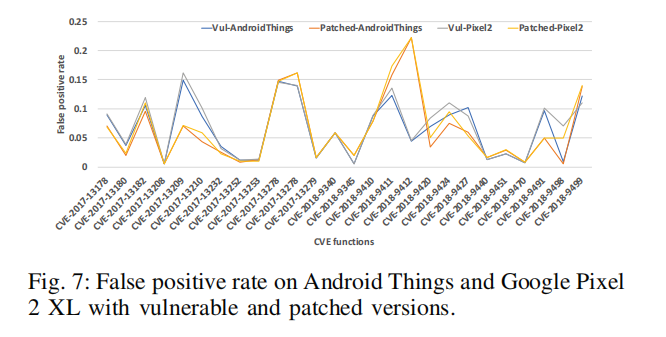 0.25
0.2
0.15
0.1
0.05
0
False positive rate
Vul-AndroidThings
Patched-AndroidThings
Vul-Pixel2
Patched-Pixel2
CVE-2017-13178
CVE-2017-13180
CVE-2017-13182
CVE-2017-13208
CVE-2017-13209
CVE-2017-13210
CVE-2017-13232
CVE-2017-13252
CVE-2017-13253
CVE-2017-13278
CVE-2017-13278
CVE-2017-13279
CVE-2018-9340
CVE-2018-9345
CVE-2018-9410
CVE-2018-9411
CVE-2018-9412
CVE-2018-9420
CVE-2018-9424
CVE-2018-9427
CVE-2018-9440
CVE-2018-9455
CVE-2018-9470
CVE-2018-9491
CVE-2018-9498
CVE-2018-9499
CVE functions
Fig. 7: False positive rate on Android Things and Google Pixel
2 XL with vulnerable and patched versions.